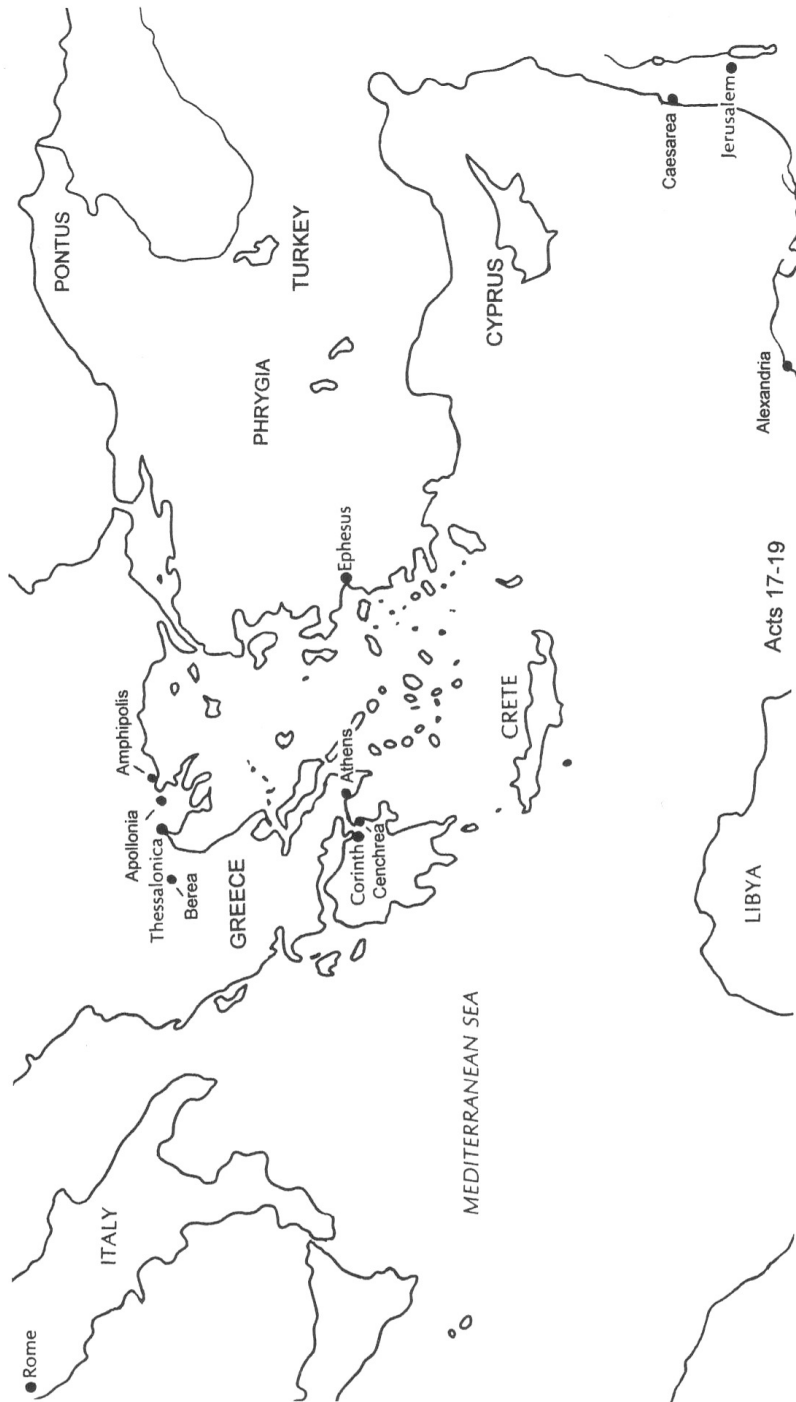 Rome
ITALY
MEDITERRANEAN SEA
GREECE
Berea
Thessalonica
Apollonia
Amphipolis
Corinth
Cenchrea
Athens
CRETE
LIBYA
Acts 17-19
Ephesus
PHRYGIA
TURKEY
PONTUS
CYPRUS
Alexandria
Caesarea
Jerusalem